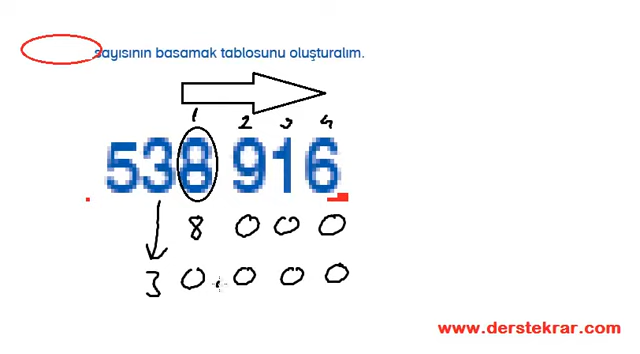 sayısının basamak tablosunu oluşturalım.
1 2 3 4
538 916
8 0 0 0
3 0 . 0 0 0
www.derstekrar.com